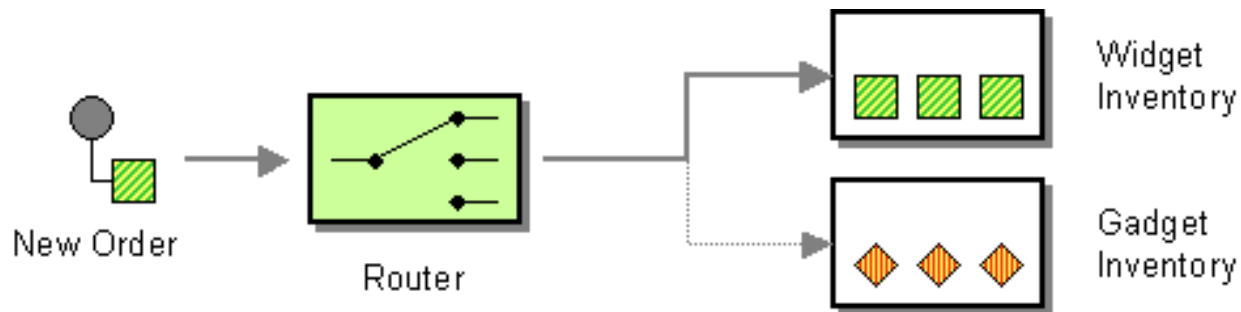 Widget
Inventory
New Order
Router
Gadget
Inventory